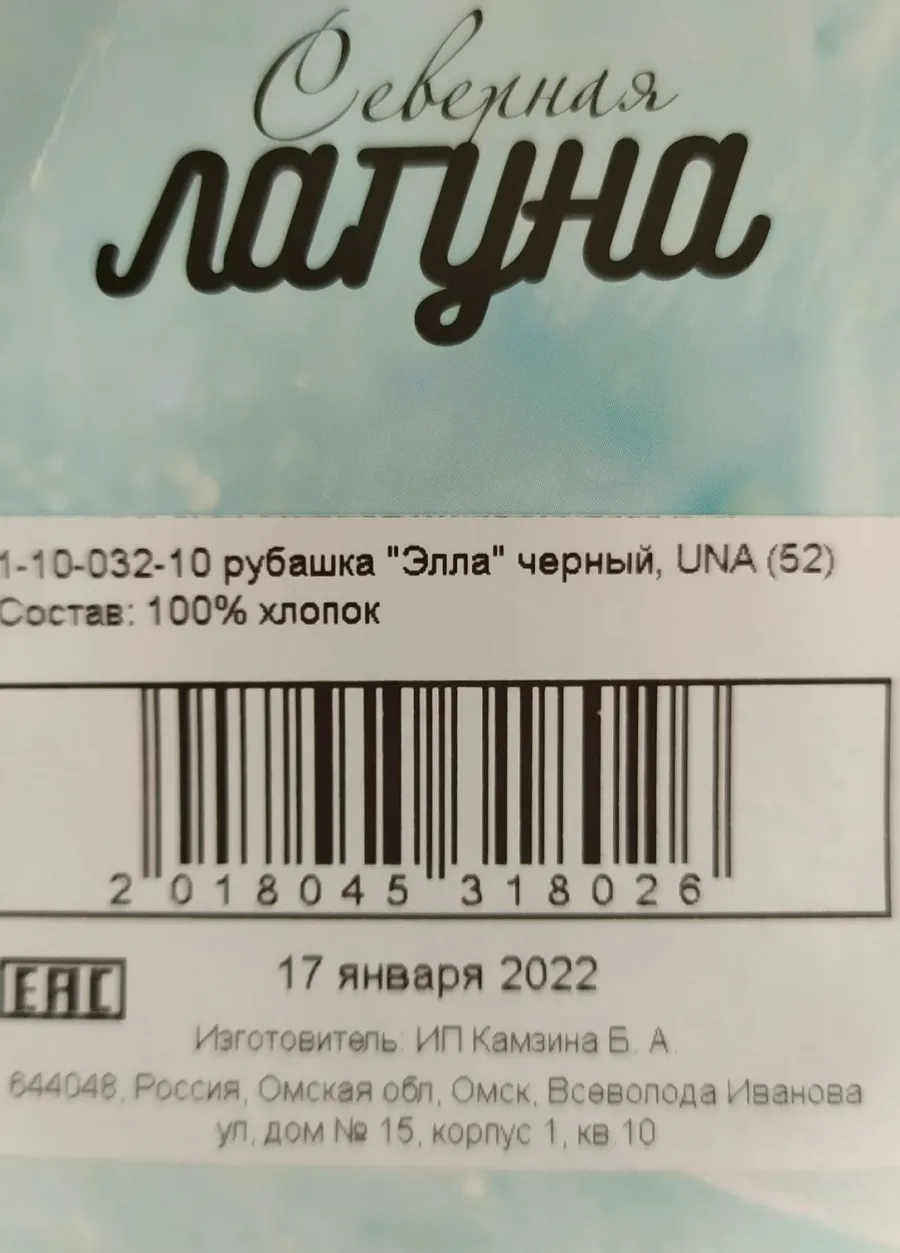 Северная
лагуна
1-10-032-10 рубашка "Элла" черный, UNA (52)
Состав: 100% хлопок
2 018045 318026
EAC
17 января 2022
Изготовитель: ИП Камзина Б. А.
644048, Россия, Омская обл, Омск, Всеволода Иванова
ул, дом № 15, корпус 1, кв 10